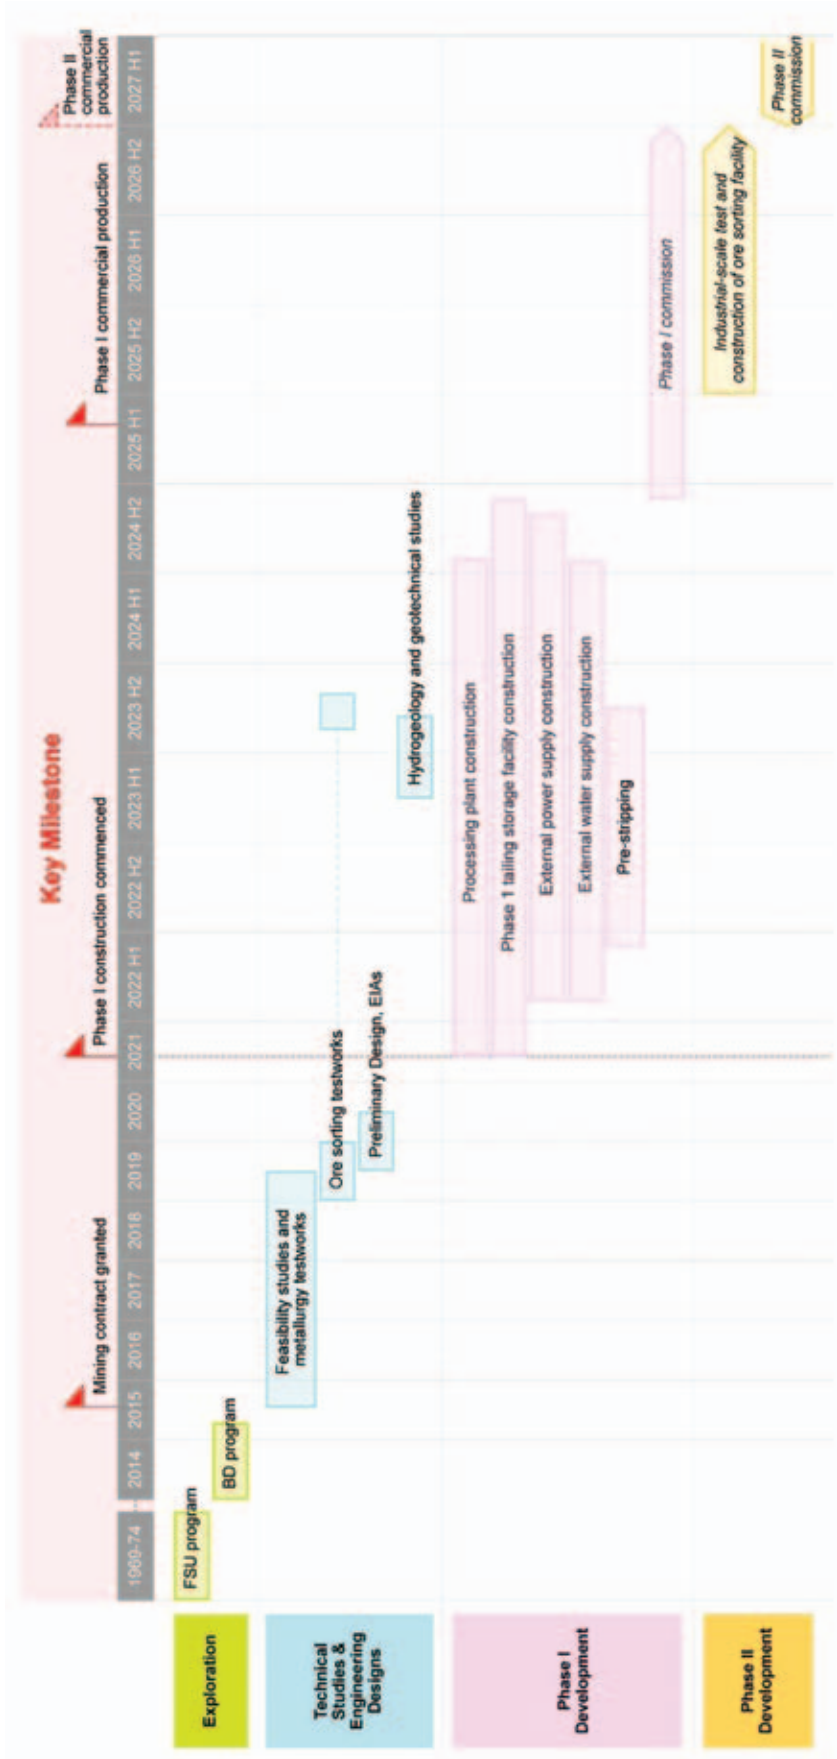 Key Milestone
Mining contract granted
Phase I construction commenced
Phase I commercial production
Phase II
commercial
production
1969-74
2014
2015
2016
2017
2018
2019
2020
2021
2022 H1
2022 H2
2023 H1
2023 H2
2024 H1
2024 H2
2025 H1
2025 H2
2026 H1
2026 H2
2027 H1
Exploration
FSU program
BD program
Technical
Studies &
Engineering
Designs
Feasibility studies and
metallurgy testworks
Ore sorting testworks
Preliminary Design, EIAs
Hydrogeology and geotechnical studies
Phase I
Development
Processing plant construction
Phase 1 tailing storage facility construction
External power supply construction
External water supply construction
Pre-stripping
Phase I commission
Phase II
Development
Industrial-scale test and
construction of ore sorting facility
Phase II
commission